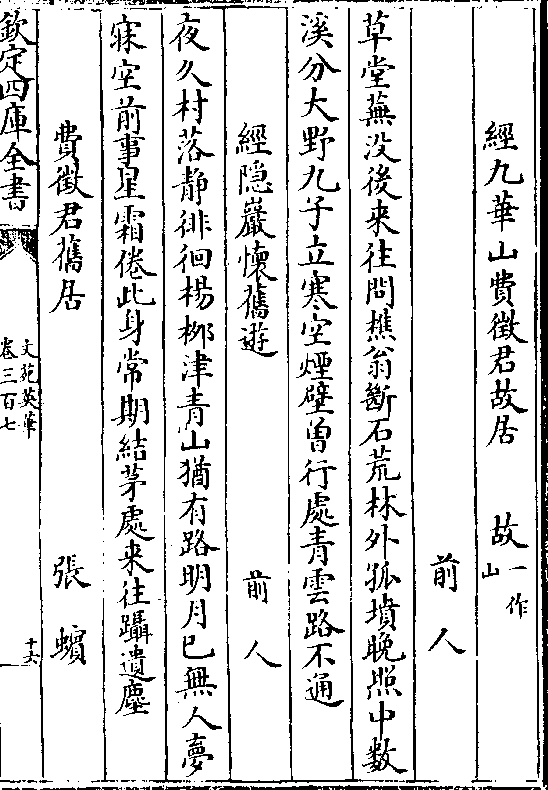 經九華山費徵君故居　故一作山
前人
草堂蕪没後来往問樵翁斷石荒林外孤墳晚照中數
溪分大野九子立寒空煙壁曽行處青雲路不通
經隠巖懷舊遊　前人
夜久村落静徘徊楊栁津青山猶有路明月已無人夢
寐空前事星霜倦此身常期結茅處来往躡遺塵
費徵君舊居　張蠙
欽定四庫全書
文苑英華
卷三百七
十六